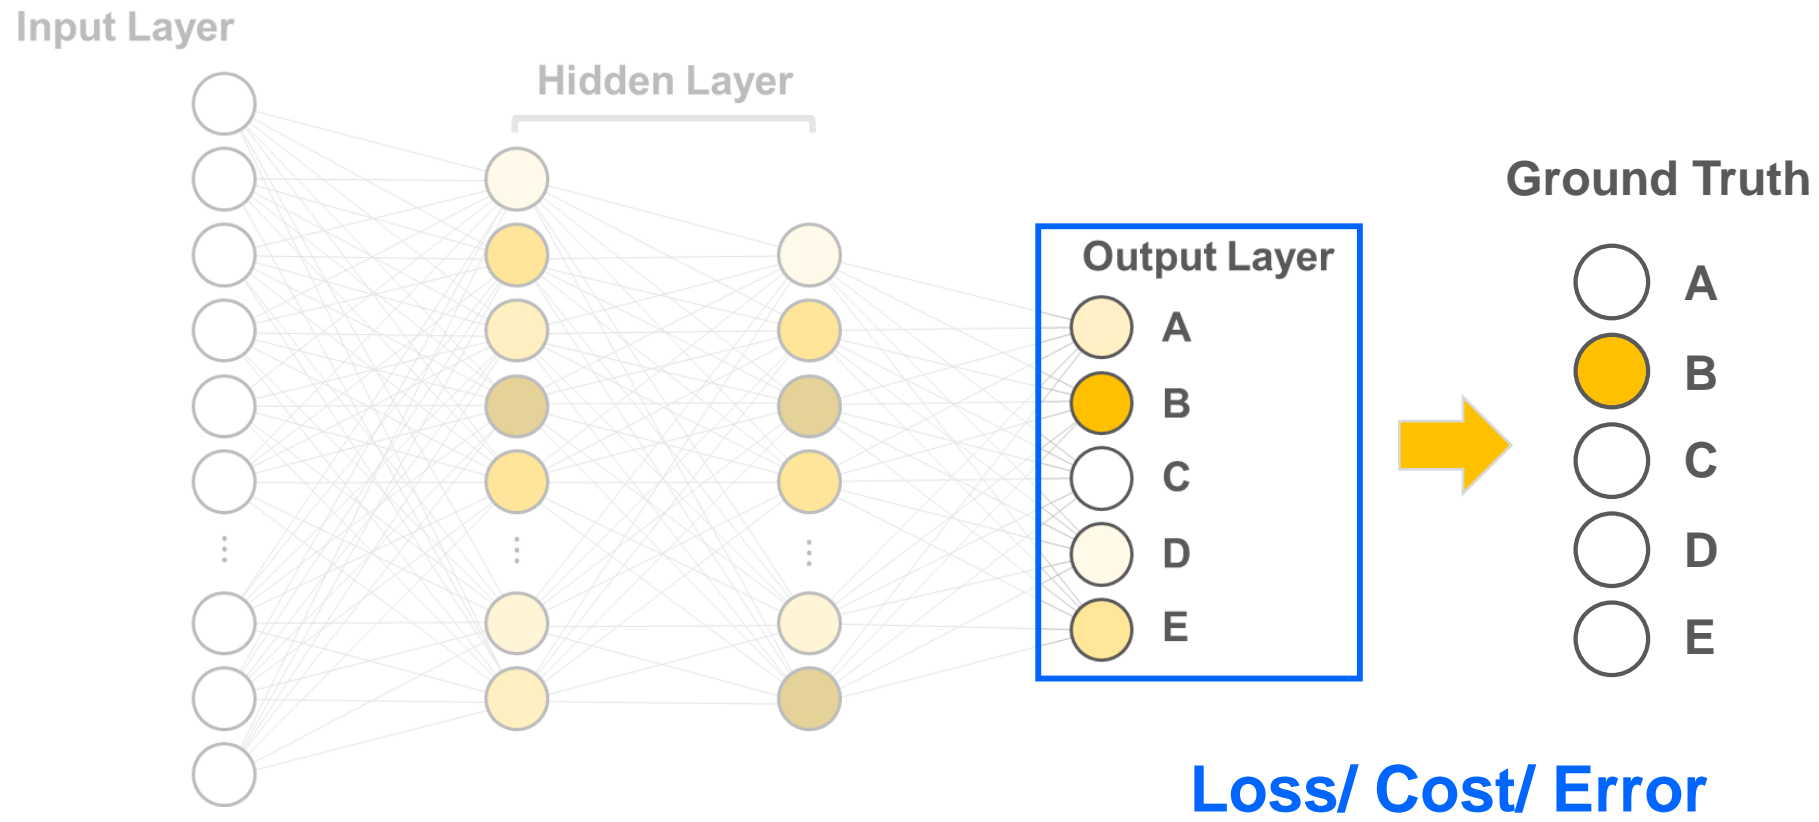 Input Layer
Hidden Layer
Output Layer
A
B
C
D
E
Ground Truth
A
B
C
D
E
Loss/ Cost/ Error